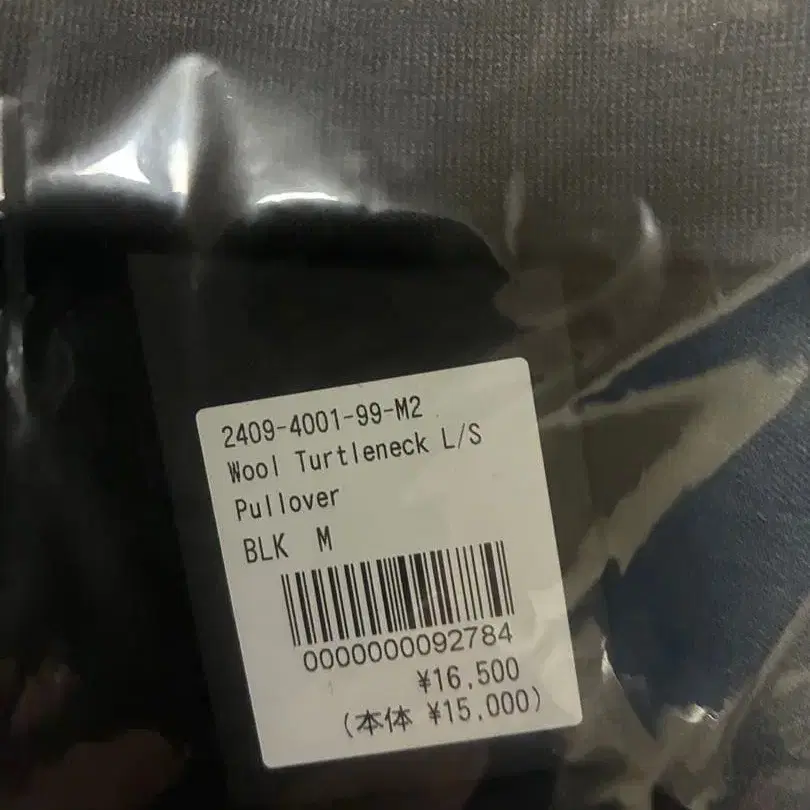 2409-4001-99-M2
Wool Turtleneck L/S
Pullover
BLK M
0000000092784
¥16,500
(本体 ¥15,000)